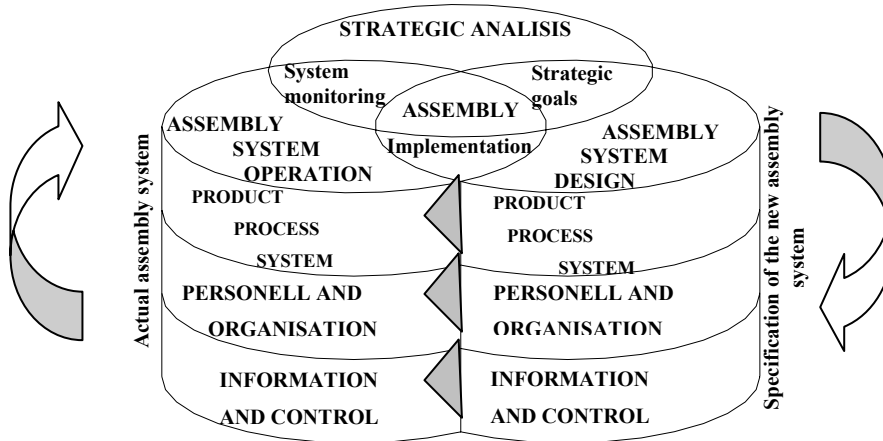 STRATEGIC ANALISIS
System
monitoring
Strategic
goals
ASSEMBLY
Implementation
ASSEMBLY
SYSTEM
OPERATION
ASSEMBLY
SYSTEM
DESIGN
PRODUCT
PROCESS
SYSTEM
PRODUCT
PROCESS
SYSTEM
PERSONELL AND
ORGANISATION
PERSONELL AND
ORGANISATION
INFORMATION
AND CONTROL
INFORMATION
AND CONTROL
Actual assembly system
Specification of the new assembly
system